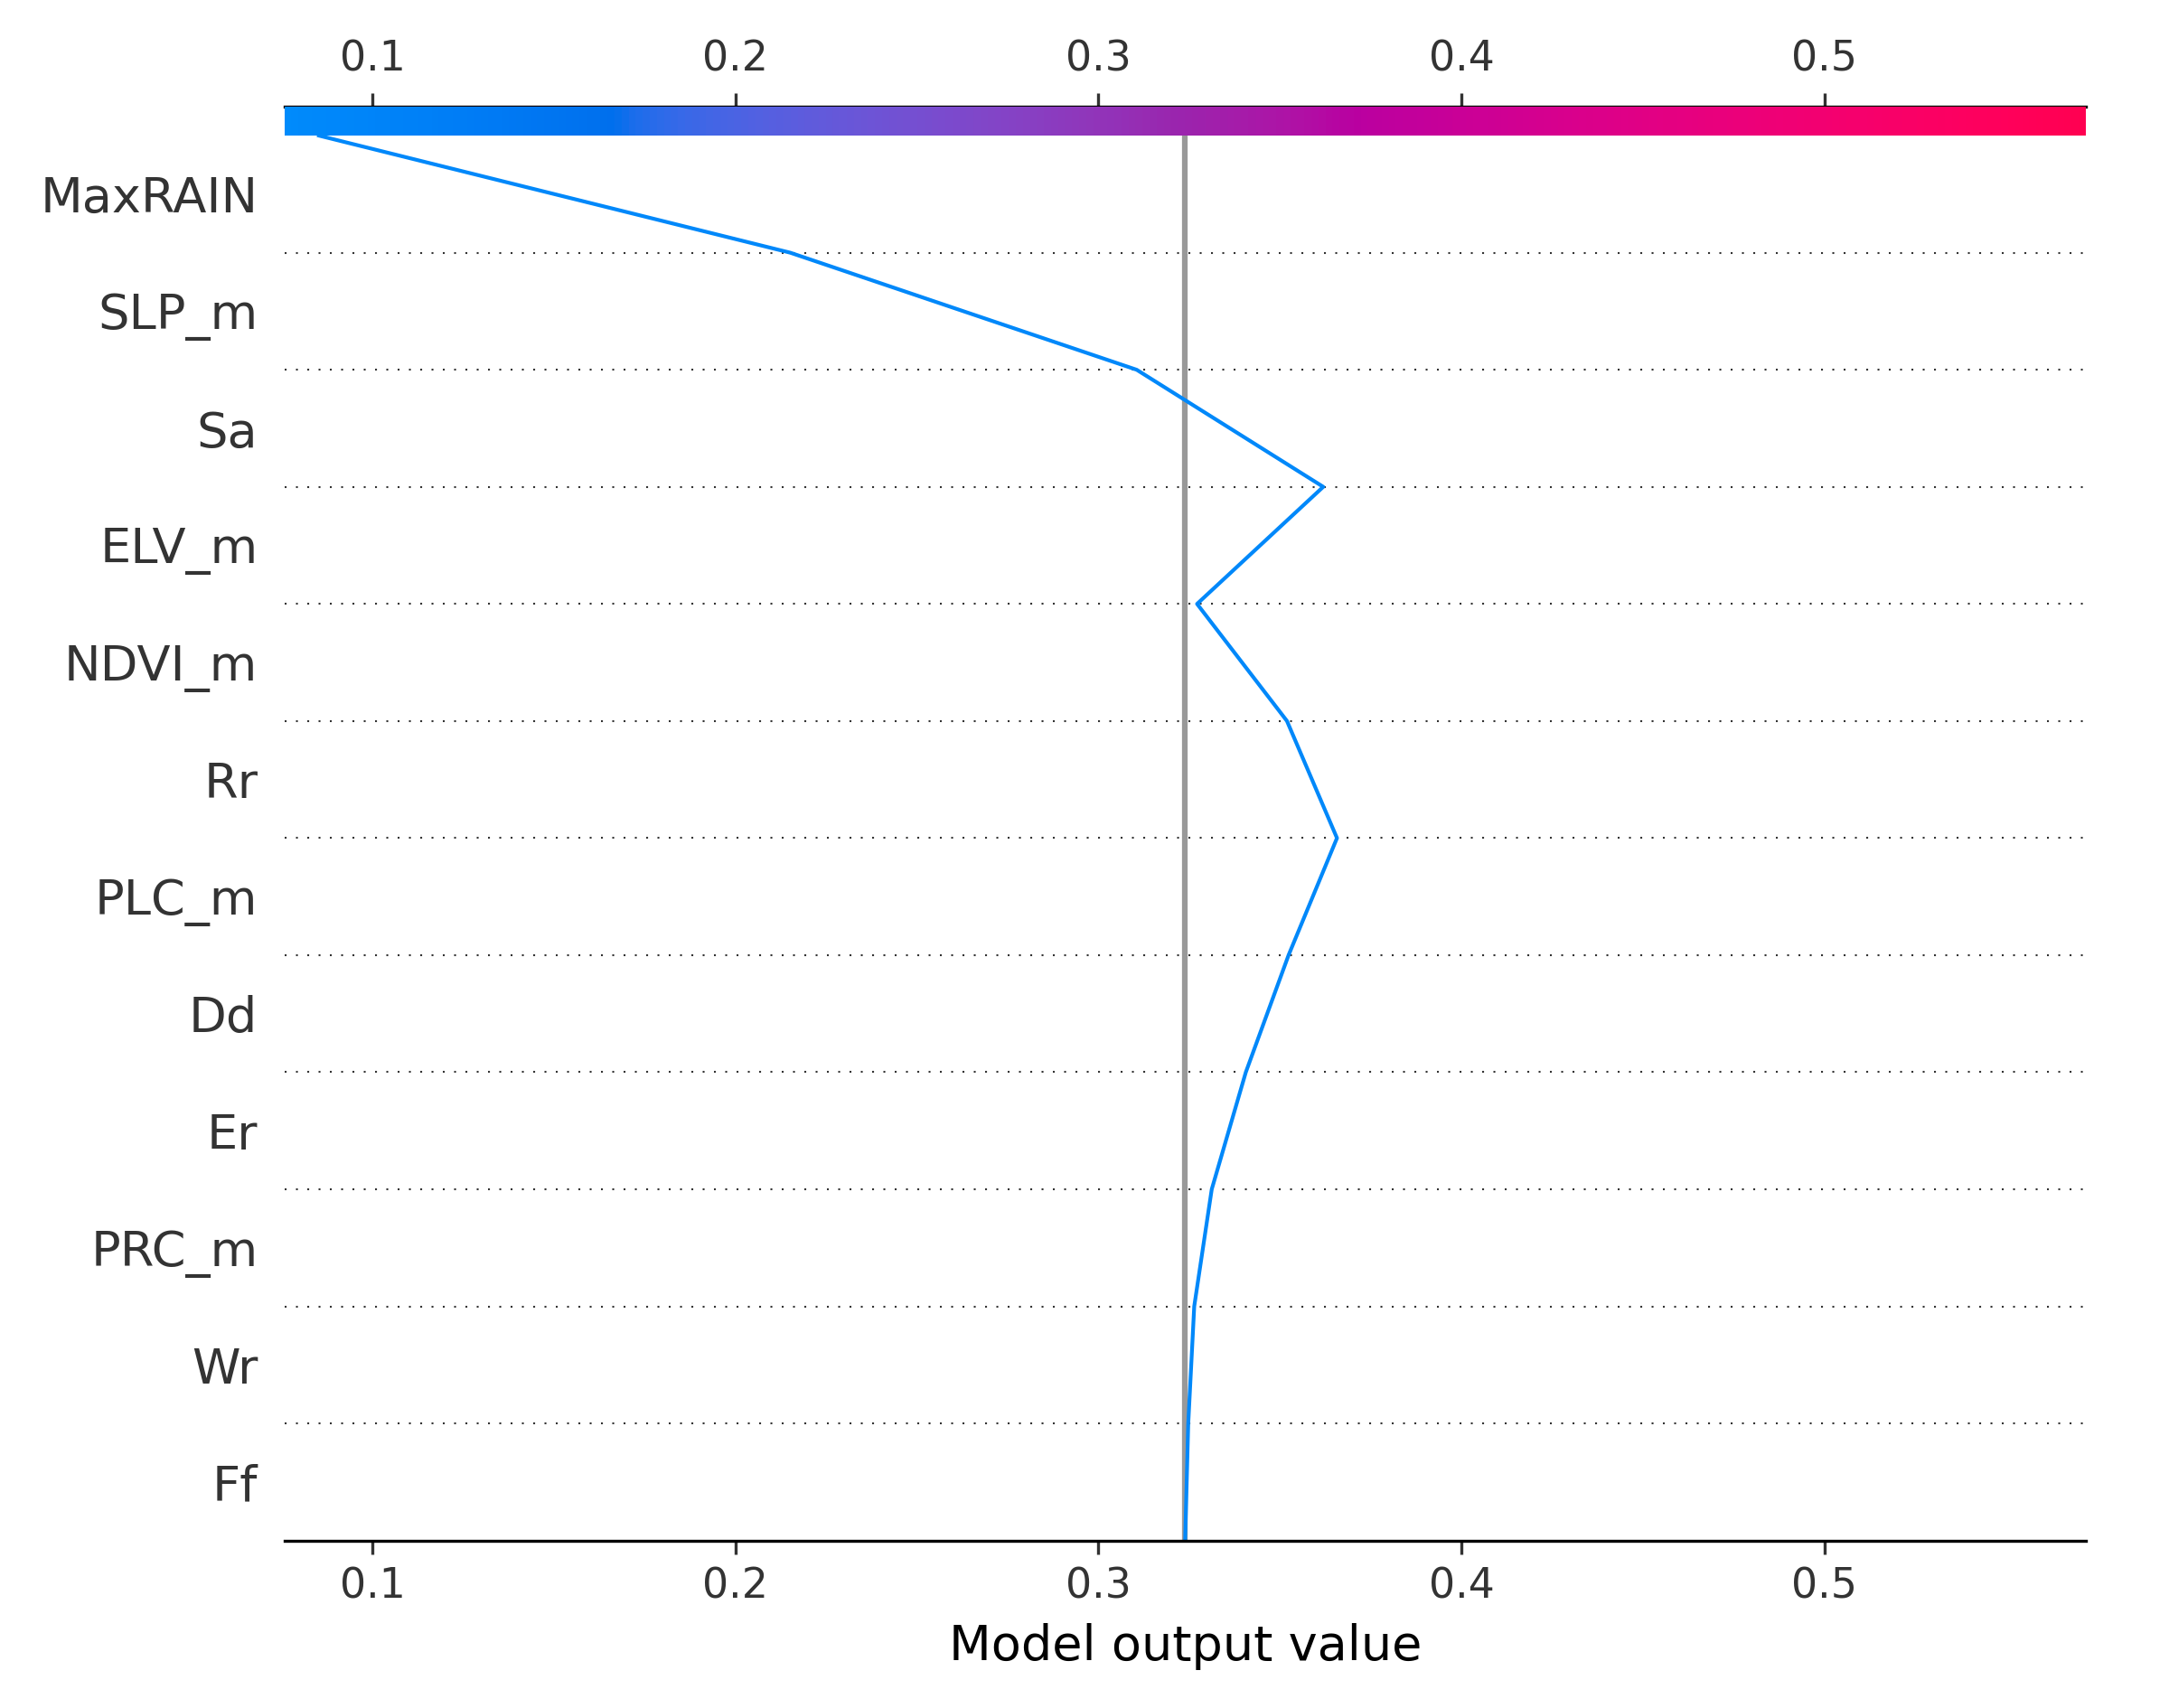 0.1 0.2 0.3 0.4 0.5
MaxRAIN
SLP_m
Sa
ELV_m
NDVI_m
Rr
PLC_m
Dd
Er
PRC_m
Wr
Ff
0.1 0.2 0.3 0.4 0.5
Model output value